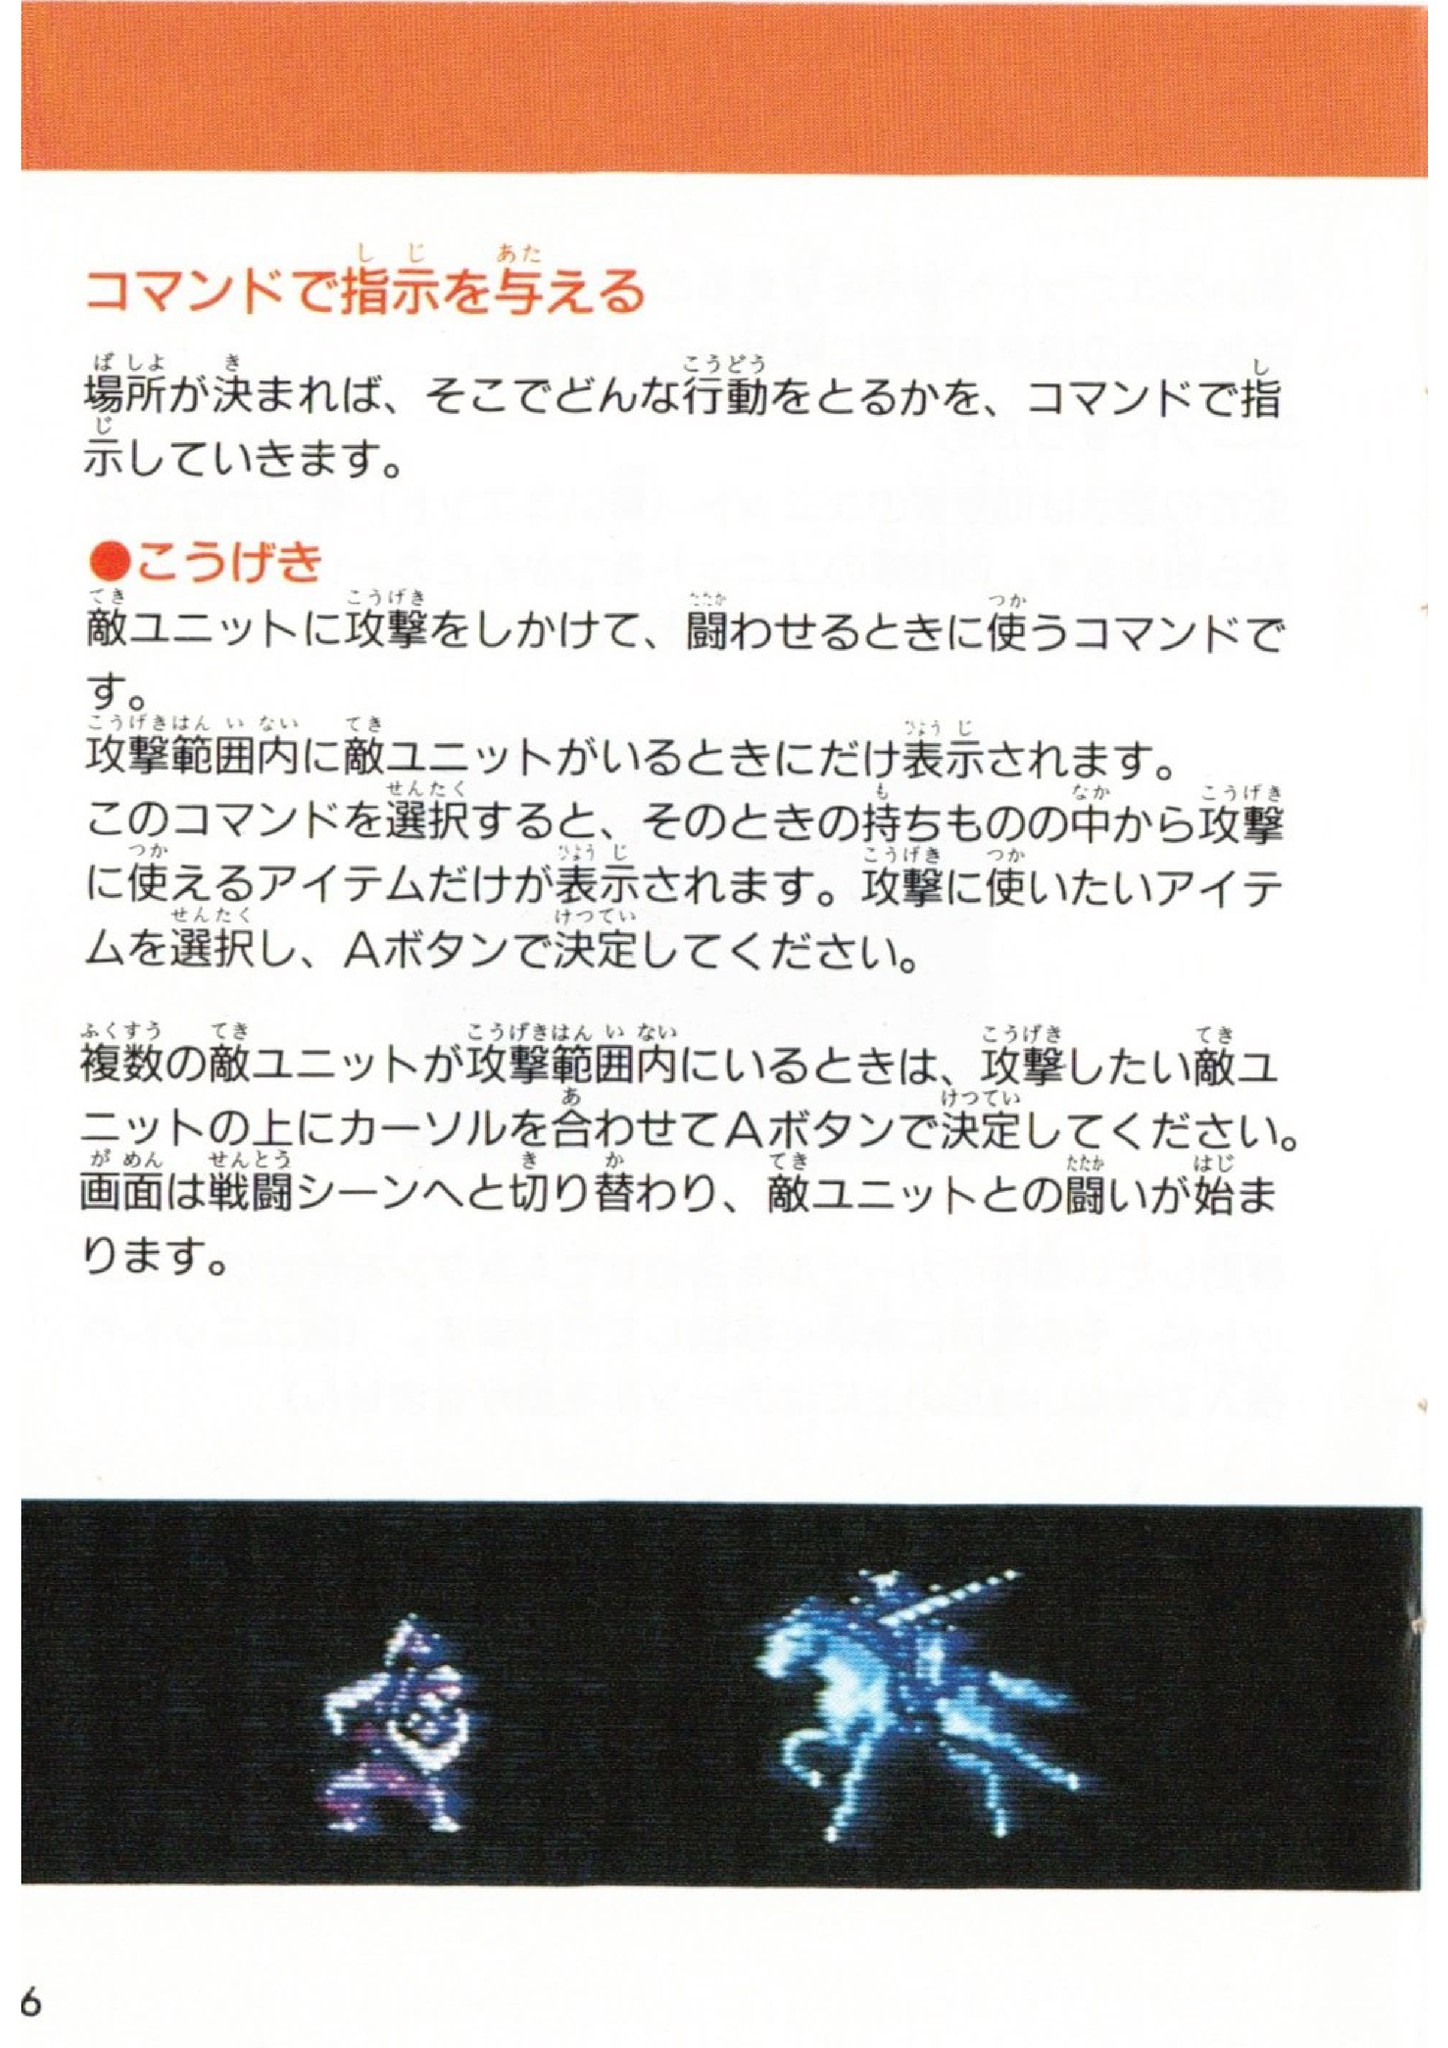 コマンドで指示を与える
場所が決まれば、そこでどんな行動をとるかを、コマンドで指
示していきます。
●こうげき
敵ユニットに攻撃をしかけて、闘わせるときに使うコマンドで
す。
攻撃範囲内に敵ユニットがいるときにだけ表示されます。
このコマンドを選択すると、そのときの持ちものの中から攻撃
に使えるアイテムだけが表示されます。攻撃に使いたいアイテ
ムを選択し、Aボタンで決定してください。
複数の敵ユニットが攻撃範囲内にいるときは、攻撃したい敵ユ
ニットの上にカーソルを合わせてAボタンで決定してください。
画面は戦闘シーンへと切り替わり、敵ユニットとの闘いが始ま
ります。
6